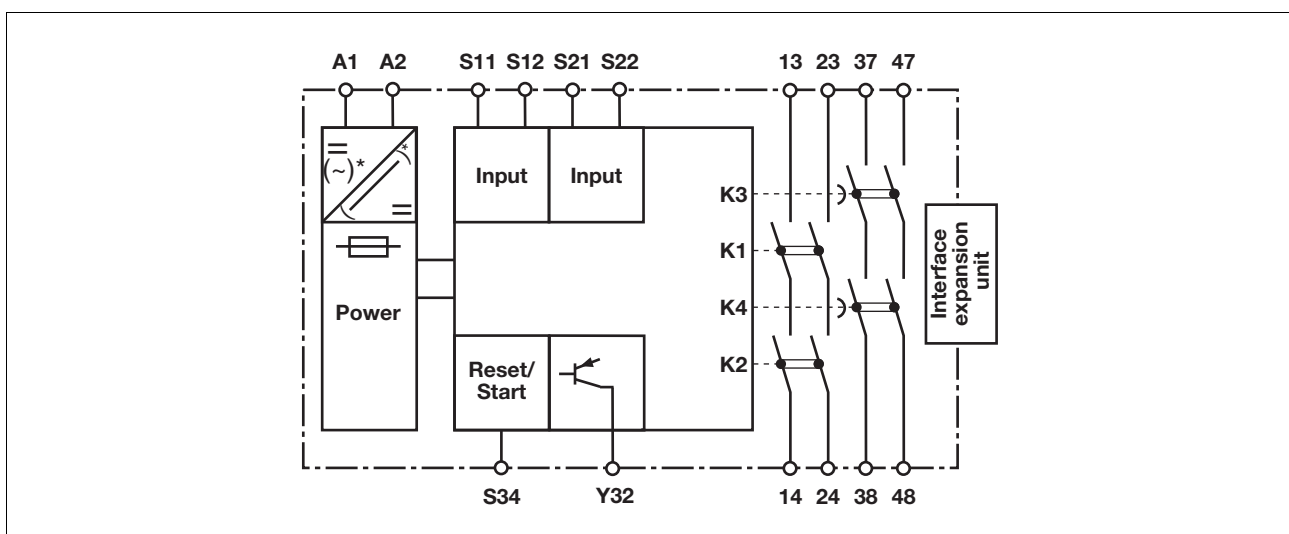 A1 A2 S11 S12 S21 S22 13 23 37 47
= (~)* * =
Input Input
K3
K1
K4
K2
Power
Reset/
Start
Interface
expansion
unit
S34 Y32 14 24 38 48